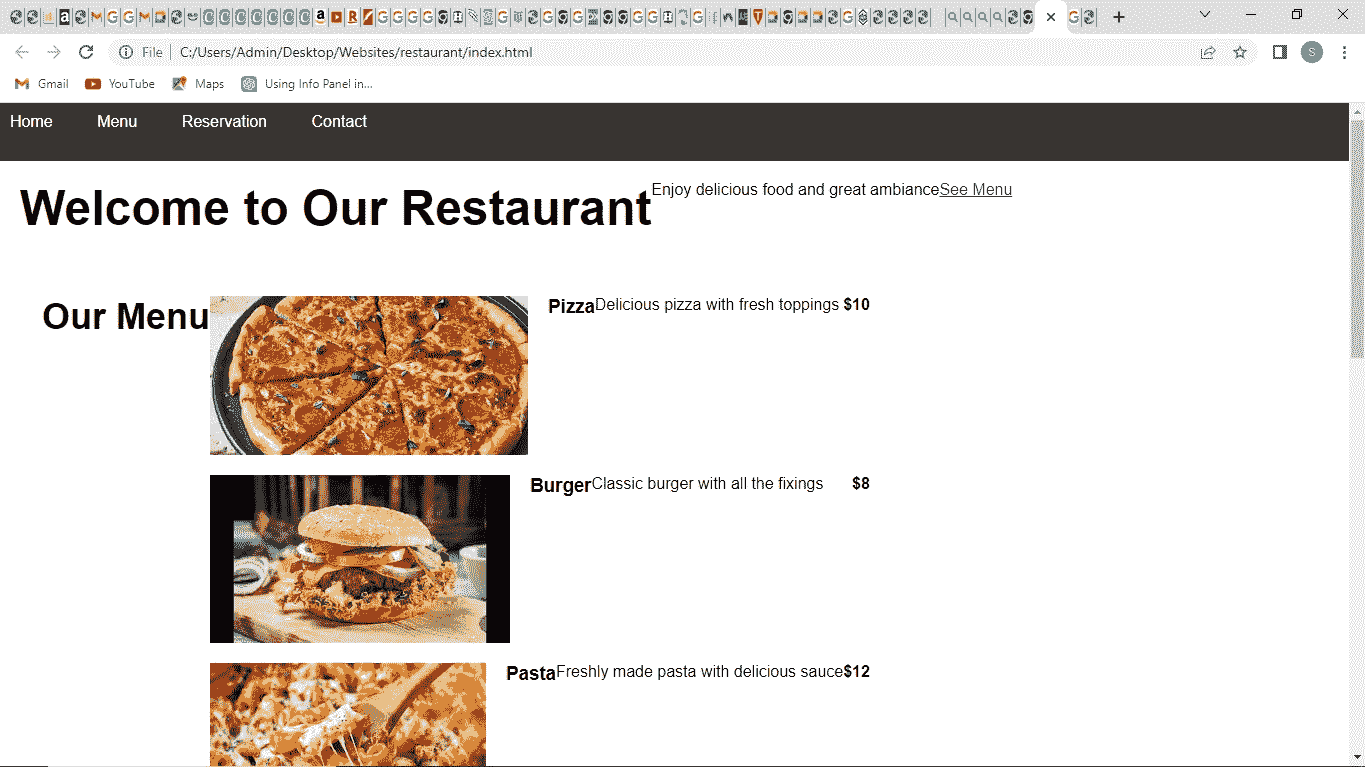 File C:/Users/Admin/Desktop/Websites/restaurant/index.html
S
Gmail YouTube Maps Using Info Panel in...
Home Menu Reservation Contact
Welcome to Our Restaurant Enjoy delicious food and great ambiance See Menu
Our Menu
Pizza Delicious pizza with fresh toppings $10
Burger Classic burger with all the fixings $8
Pasta Freshly made pasta with delicious sauce $12